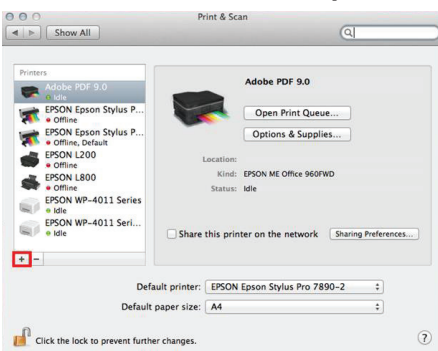 Print & Scan
Show All
Printers
Adobe PDF 9.0
Idle
EPSON Epson Stylus P...
Offline
EPSON Epson Stylus P...
Offline, Default
EPSON L200
Offline
EPSON L800
Offline
EPSON WP-4011 Series
Idle
EPSON WP-4011 Seri...
Idle
+ −
Adobe PDF 9.0
Open Print Queue...
Options & Supplies...
Location:
Kind: EPSON ME Office 960FWD
Status: Idle
Share this printer on the network Sharing Preferences...
Default printer: EPSON Epson Stylus Pro 7890-2
Default paper size: A4
Click the lock to prevent further changes. ?